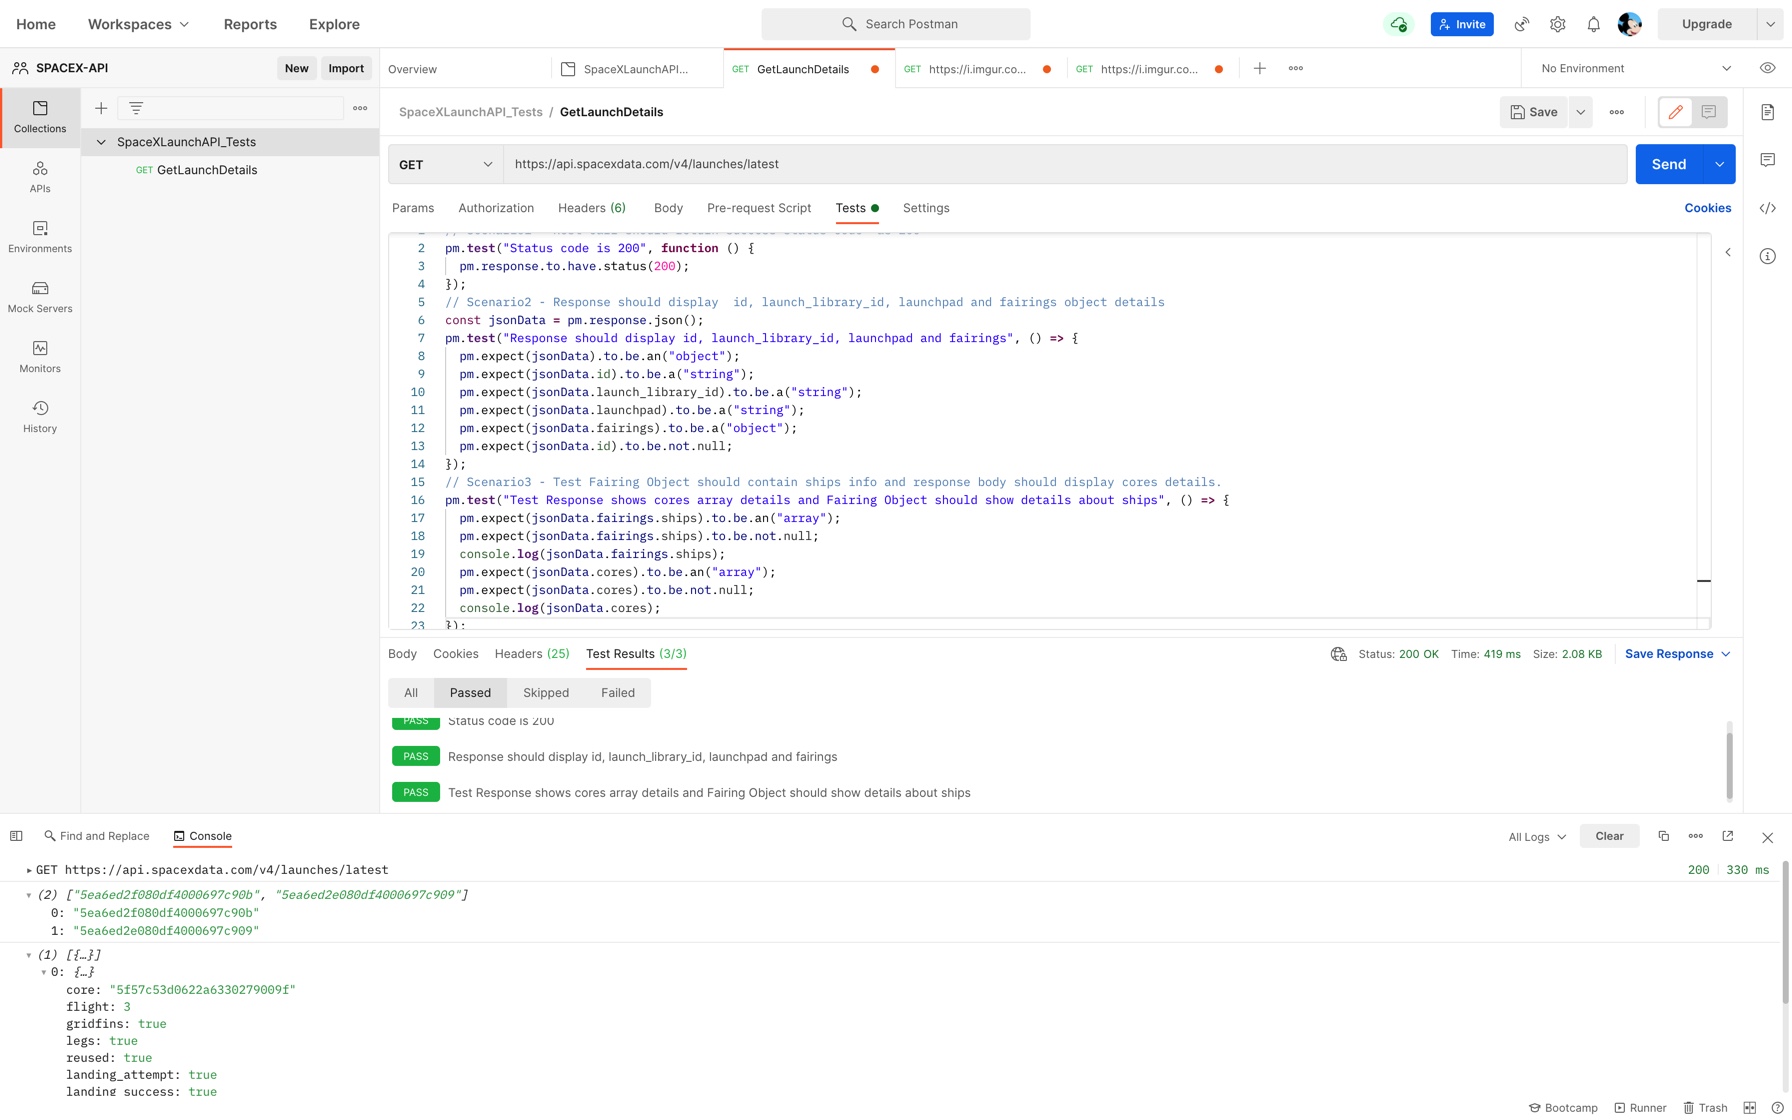 Home Workspaces Reports Explore Search Postman Invite Upgrade
SPACEX-API New Import
Overview SpaceXLaunchAPI... GET GetLaunchDetails GET https://i.imgur.co... GET https://i.imgur.co... No Environment
Collections
APIs
Environments
Mock Servers
Monitors
History
SpaceXLaunchAPI_Tests
GET GetLaunchDetails
SpaceXLaunchAPI_Tests / GetLaunchDetails Save
GET https://api.spacexdata.com/v4/launches/latest Send
Params Authorization Headers (6) Body Pre-request Script Tests Settings Cookies
2 pm.test("Status code is 200", function () {
3 pm.response.to.have.status(200);
4 });
5 // Scenario2 - Response should display  id, launch_library_id, launchpad and fairings object details
6 const jsonData = pm.response.json();
7 pm.test("Response should display id, launch_library_id, launchpad and fairings", () => {
8 pm.expect(jsonData).to.be.an("object");
9 pm.expect(jsonData.id).to.be.a("string");
10 pm.expect(jsonData.launch_library_id).to.be.a("string");
11 pm.expect(jsonData.launchpad).to.be.a("string");
12 pm.expect(jsonData.fairings).to.be.a("object");
13 pm.expect(jsonData.id).to.be.not.null;
14 });
15 // Scenario3 - Test Fairing Object should contain ships info and response body should display cores details.
16 pm.test("Test Response shows cores array details and Fairing Object should show details about ships", () => {
17 pm.expect(jsonData.fairings.ships).to.be.an("array");
18 pm.expect(jsonData.fairings.ships).to.be.not.null;
19 console.log(jsonData.fairings.ships);
20 pm.expect(jsonData.cores).to.be.an("array");
21 pm.expect(jsonData.cores).to.be.not.null;
22 console.log(jsonData.cores);
23 });
Body Cookies Headers (25) Test Results (3/3) Status: 200 OK Time: 419 ms Size: 2.08 KB Save Response
All Passed Skipped Failed
PASS Status code is 200
PASS Response should display id, launch_library_id, launchpad and fairings
PASS Test Response shows cores array details and Fairing Object should show details about ships
Find and Replace Console All Logs Clear
GET https://api.spacexdata.com/v4/launches/latest 200 330 ms
(2) ["5ea6ed2f080df4000697c90b", "5ea6ed2e080df4000697c909"]
0: "5ea6ed2f080df4000697c90b"
1: "5ea6ed2e080df4000697c909"
(1) [{…}]
0: {…}
core: "5f57c53d0622a6330279009f"
flight: 3
gridfins: true
legs: true
reused: true
landing_attempt: true
landing_success: true
Bootcamp Runner Trash